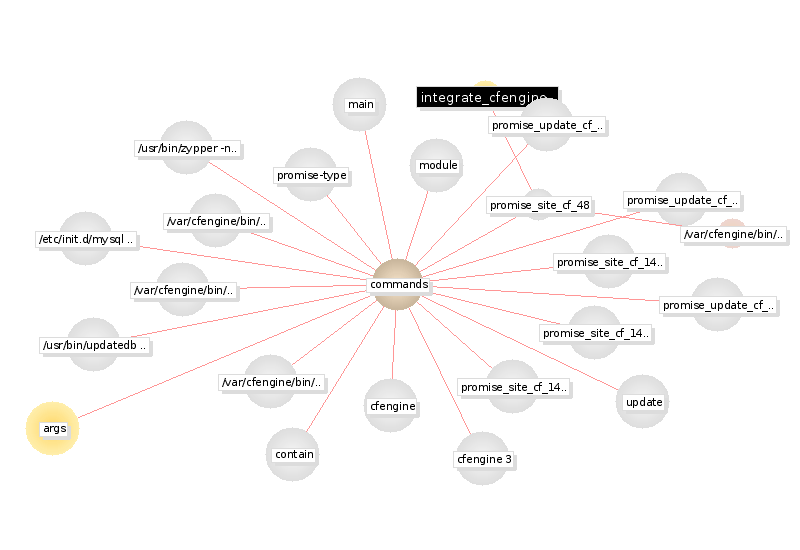 integrate_cfengine..
main
promise_update_cf_..
/usr/bin/zypper -n..
module
promise-type
promise_update_cf_..
promise_site_cf_48
/var/cfengine/bin/..
/var/cfengine/bin/..
/etc/init.d/mysql ..
promise_site_cf_14..
commands
/var/cfengine/bin/..
promise_update_cf_..
promise_site_cf_14..
/usr/bin/updatedb ..
/var/cfengine/bin/..
promise_site_cf_14..
update
cfengine
args
contain
cfengine 3